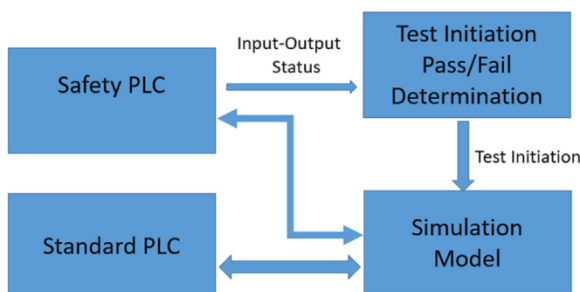 Safety PLC
Input-Output
Status
Test Initiation
Pass/Fail
Determination
Test Initiation
Standard PLC
Simulation
Model